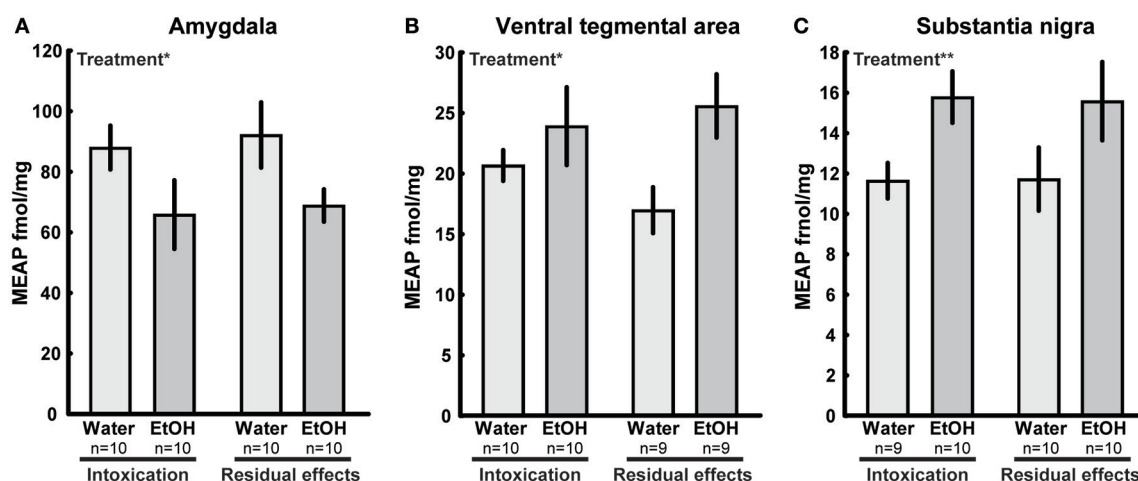 A
Amygdala
Treatment*
MEAP fmol/mg
120
100
80
60
40
20
0
Water EtOH Water EtOH
n=10 n=10 n=10 n=10
Intoxication Residual effects
B
Ventral tegmental area
Treatment*
MEAP fmol/mg
30
25
20
15
10
5
0
Water EtOH Water EtOH
n=10 n=10 n=9 n=9
Intoxication Residual effects
C
Substantia nigra
Treatment**
MEAP frnol/mg
18
16
14
12
10
8
6
4
2
0
Water EtOH Water EtOH
n=9 n=10 n=10 n=10
Intoxication Residual effects